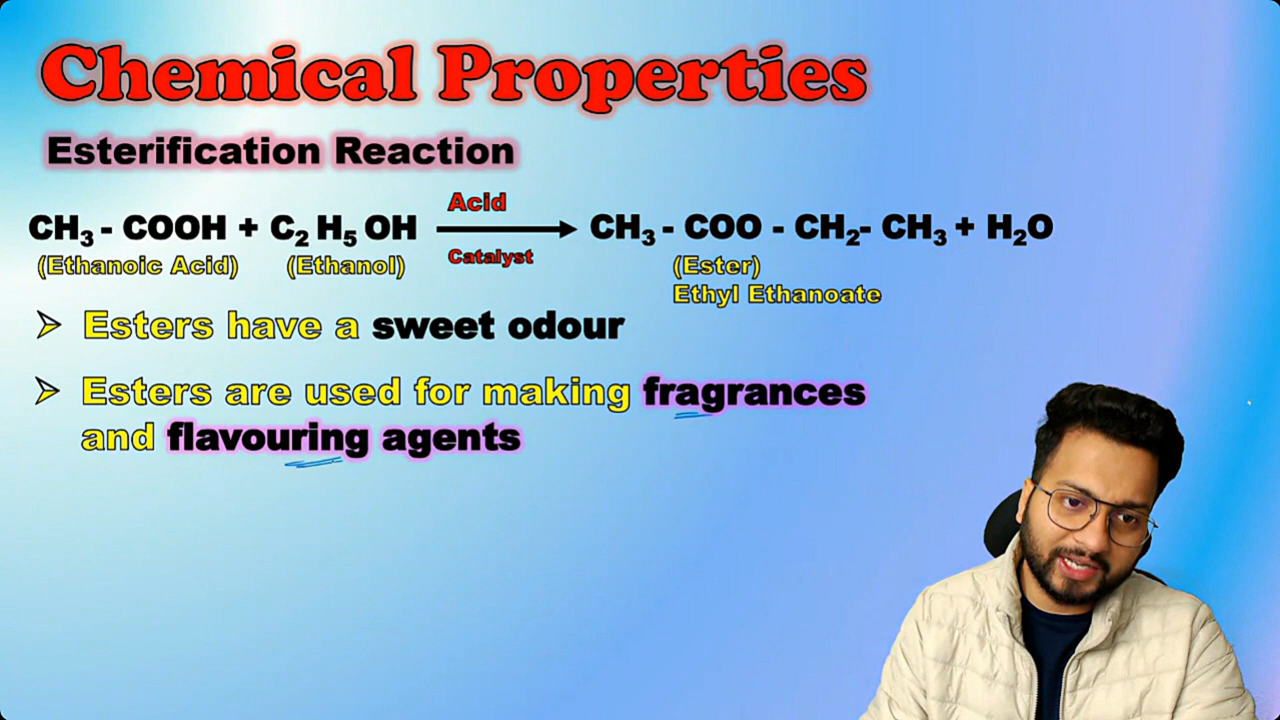 Chemical Properties
Esterification Reaction
Acid
CH₃ - COOH + C₂ H₅ OH → CH₃ - COO - CH₂- CH₃ + H₂O
Catalyst
(Ethanoic Acid) (Ethanol) (Ester)
Ethyl Ethanoate
➢ Esters have a sweet odour
➢ Esters are used for making fragrances
and flavouring agents